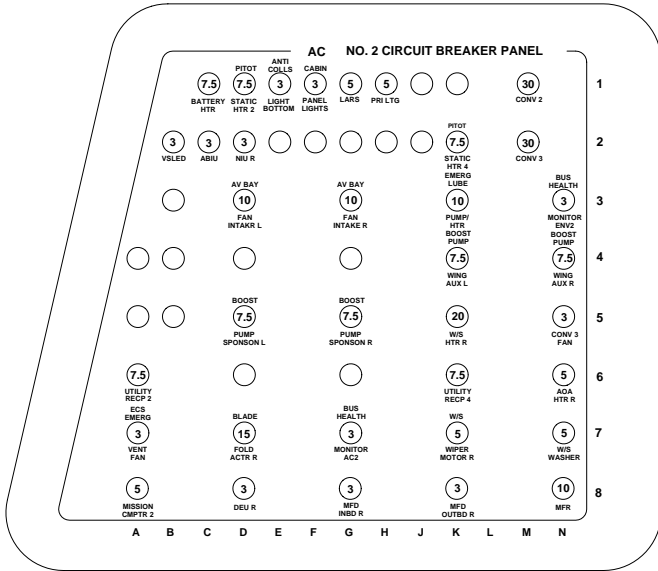 AC NO. 2 CIRCUIT BREAKER PANEL
PITOT ANTI COLLS CABIN
7.5 7.5 3 3 5 5 30 1
BATTERY HTR STATIC HTR 2 LIGHT BOTTOM PANEL LIGHTS LARS PRI LTG CONV 2
PITOT
3 3 3 7.5 30 2
VSLED ABIU NIU R STATIC HTR 4 CONV 3
AV BAY AV BAY EMERG LUBE BUS HEALTH
10 10 10 3 3
FAN INTAKR L FAN INTAKE R PUMP/ HTR MONITOR ENV2
BOOST PUMP BOOST PUMP
7.5 7.5 4
WING AUX L WING AUX R
BOOST BOOST
7.5 7.5 20 3 5
PUMP SPONSON L PUMP SPONSON R W/S HTR R CONV 3 FAN
7.5 7.5 5 6
UTILITY RECP 2 UTILITY RECP 4 AOA HTR R
ECS EMERG BLADE BUS HEALTH W/S
3 15 3 5 5 7
VENT FAN FOLD ACTR R MONITOR AC2 WIPER MOTOR R W/S WASHER
5 3 3 3 10 8
MISSION CMPTR 2 DEU R MFD INBD R MFD OUTBD R MFR
A B C D E F G H J K L M N